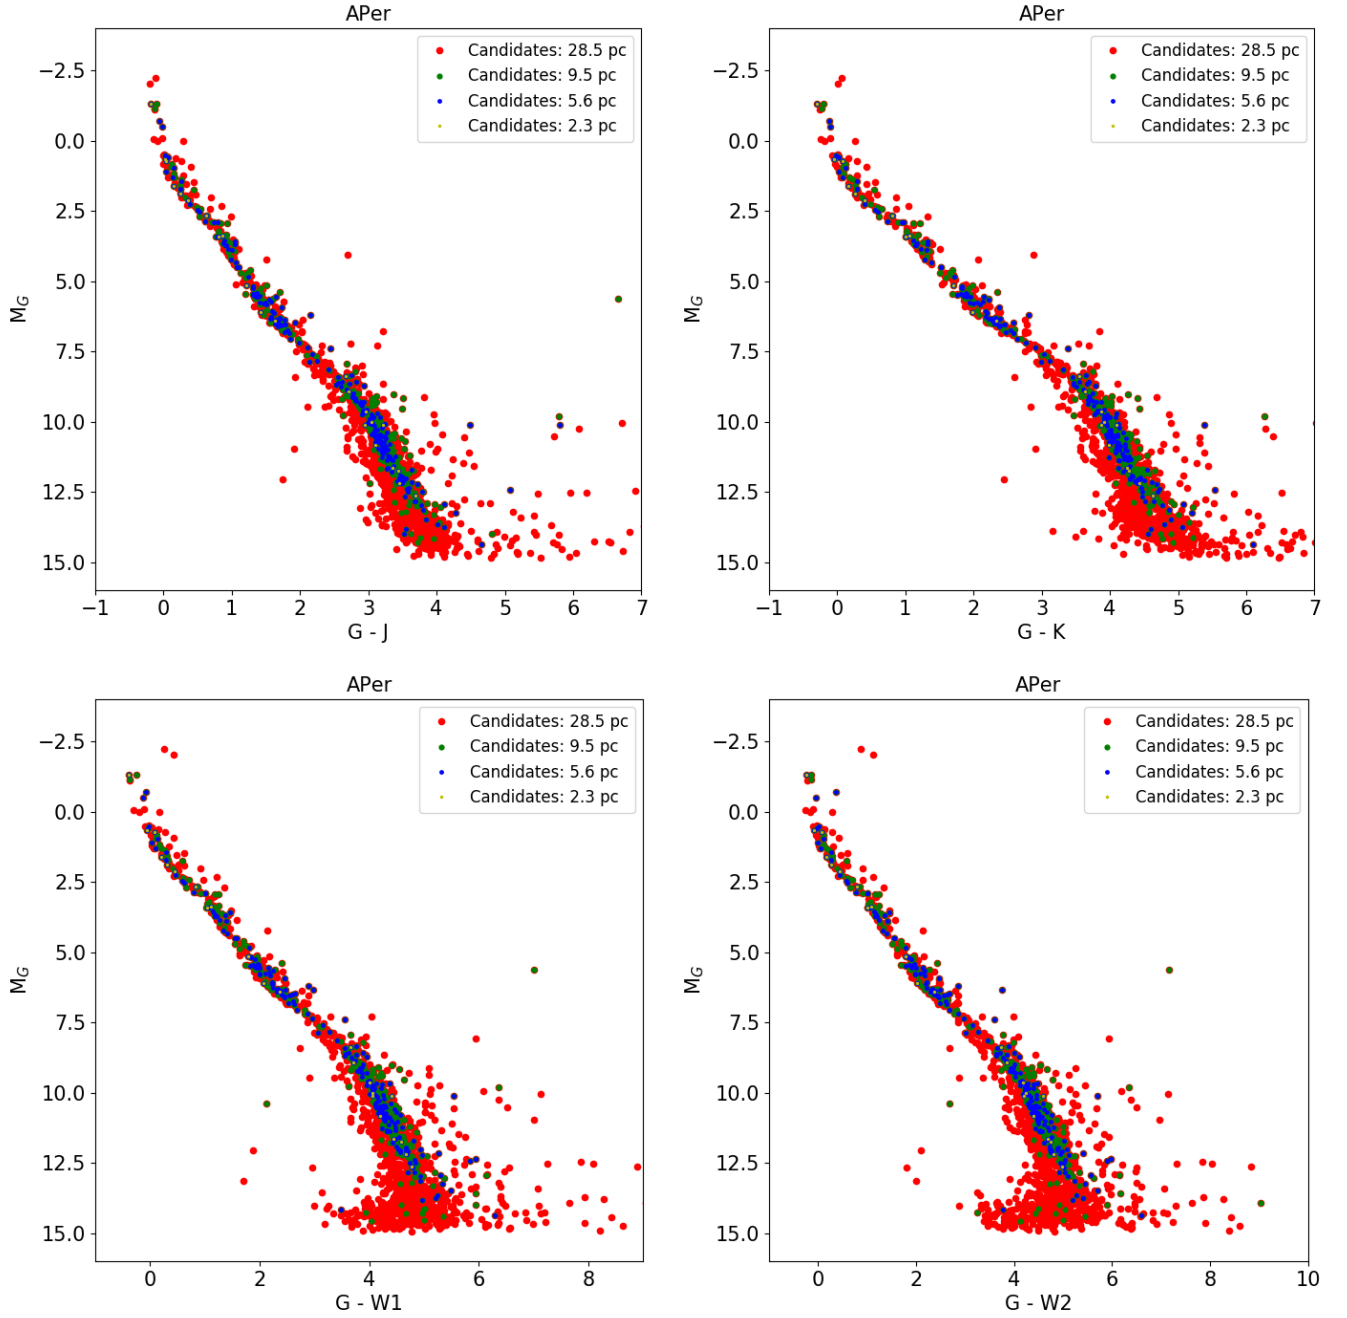 APer
Candidates: 28.5 pc
Candidates: 9.5 pc
Candidates: 5.6 pc
Candidates: 2.3 pc
−2.5
0.0
2.5
5.0
7.5
10.0
12.5
15.0
M_G
−1 0 1 2 3 4 5 6 7
G - J
APer
Candidates: 28.5 pc
Candidates: 9.5 pc
Candidates: 5.6 pc
Candidates: 2.3 pc
−2.5
0.0
2.5
5.0
7.5
10.0
12.5
15.0
M_G
−1 0 1 2 3 4 5 6 7
G - K
APer
Candidates: 28.5 pc
Candidates: 9.5 pc
Candidates: 5.6 pc
Candidates: 2.3 pc
−2.5
0.0
2.5
5.0
7.5
10.0
12.5
15.0
M_G
0 2 4 6 8
G - W1
APer
Candidates: 28.5 pc
Candidates: 9.5 pc
Candidates: 5.6 pc
Candidates: 2.3 pc
−2.5
0.0
2.5
5.0
7.5
10.0
12.5
15.0
M_G
0 2 4 6 8 10
G - W2